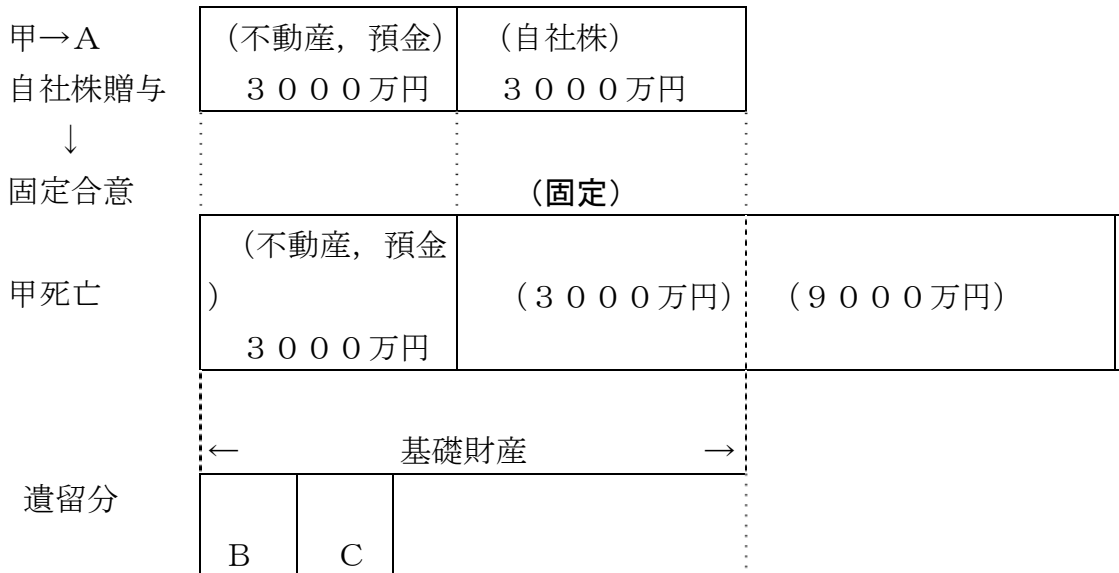 甲→Ａ (不動産，預金) (自社株)
自社株贈与 ３０００万円 ３０００万円
↓
固定合意 (固定)
(不動産，預金
甲死亡 ) (３０００万円) (９０００万円)
３０００万円
← 基礎財産 →
遺留分
Ｂ Ｃ